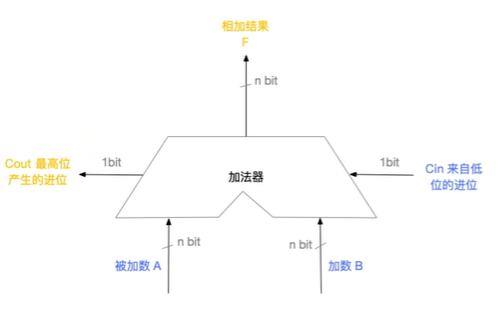 相加结果
F
n bit
Cout 最高位
产生的进位
1bit
加法器
1bit
Cin 来自低
位的进位
n bit
被加数 A
n bit
加数 B